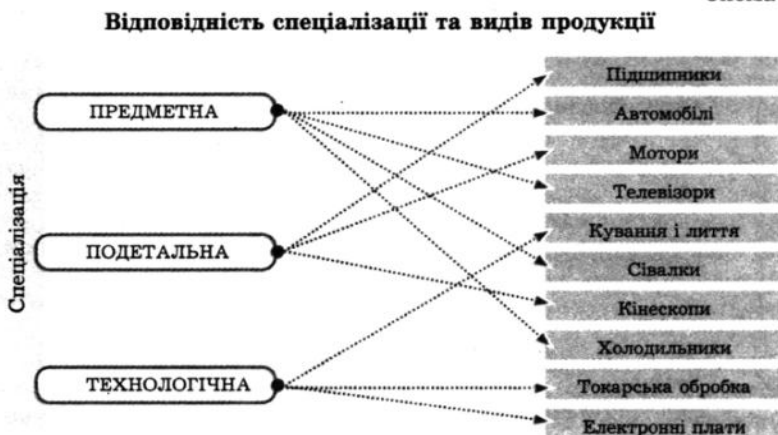 Відповідність спеціалізації та видів продукції
Спеціалізація
ПРЕДМЕТНА
ПОДЕТАЛЬНА
ТЕХНОЛОГІЧНА
Підшипники
Автомобілі
Мотори
Телевізори
Кування і лиття
Сівалки
Кінескопи
Холодильники
Токарська обробка
Електронні плати